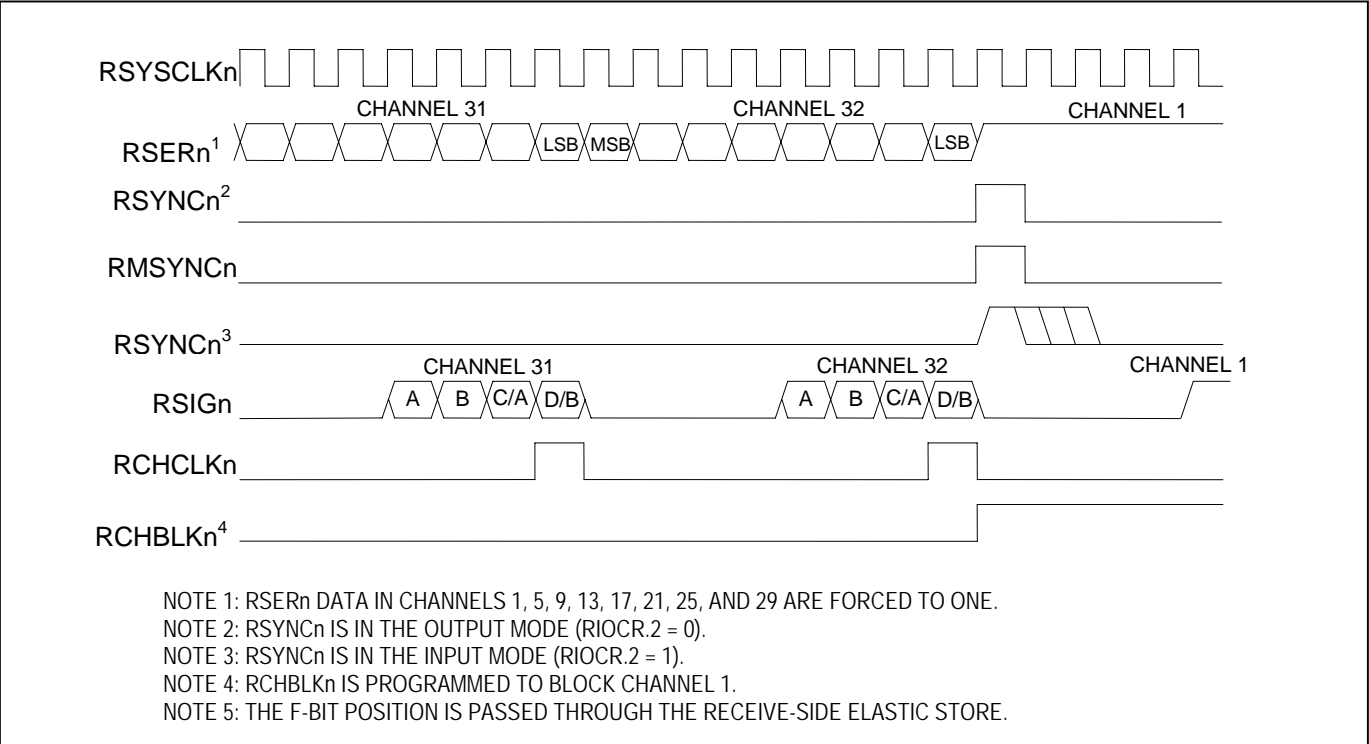 RSYSCLKn
CHANNEL 31 CHANNEL 32 CHANNEL 1
RSERn¹ LSB MSB LSB
RSYNCn²
RMSYNCn
RSYNCn³
CHANNEL 31 CHANNEL 32 CHANNEL 1
RSIGn A B C/A D/B A B C/A D/B
RCHCLKn
RCHBLKn⁴
NOTE 1: RSERn DATA IN CHANNELS 1, 5, 9, 13, 17, 21, 25, AND 29 ARE FORCED TO ONE.
NOTE 2: RSYNCn IS IN THE OUTPUT MODE (RIOCR.2 = 0).
NOTE 3: RSYNCn IS IN THE INPUT MODE (RIOCR.2 = 1).
NOTE 4: RCHBLKn IS PROGRAMMED TO BLOCK CHANNEL 1.
NOTE 5: THE F-BIT POSITION IS PASSED THROUGH THE RECEIVE-SIDE ELASTIC STORE.